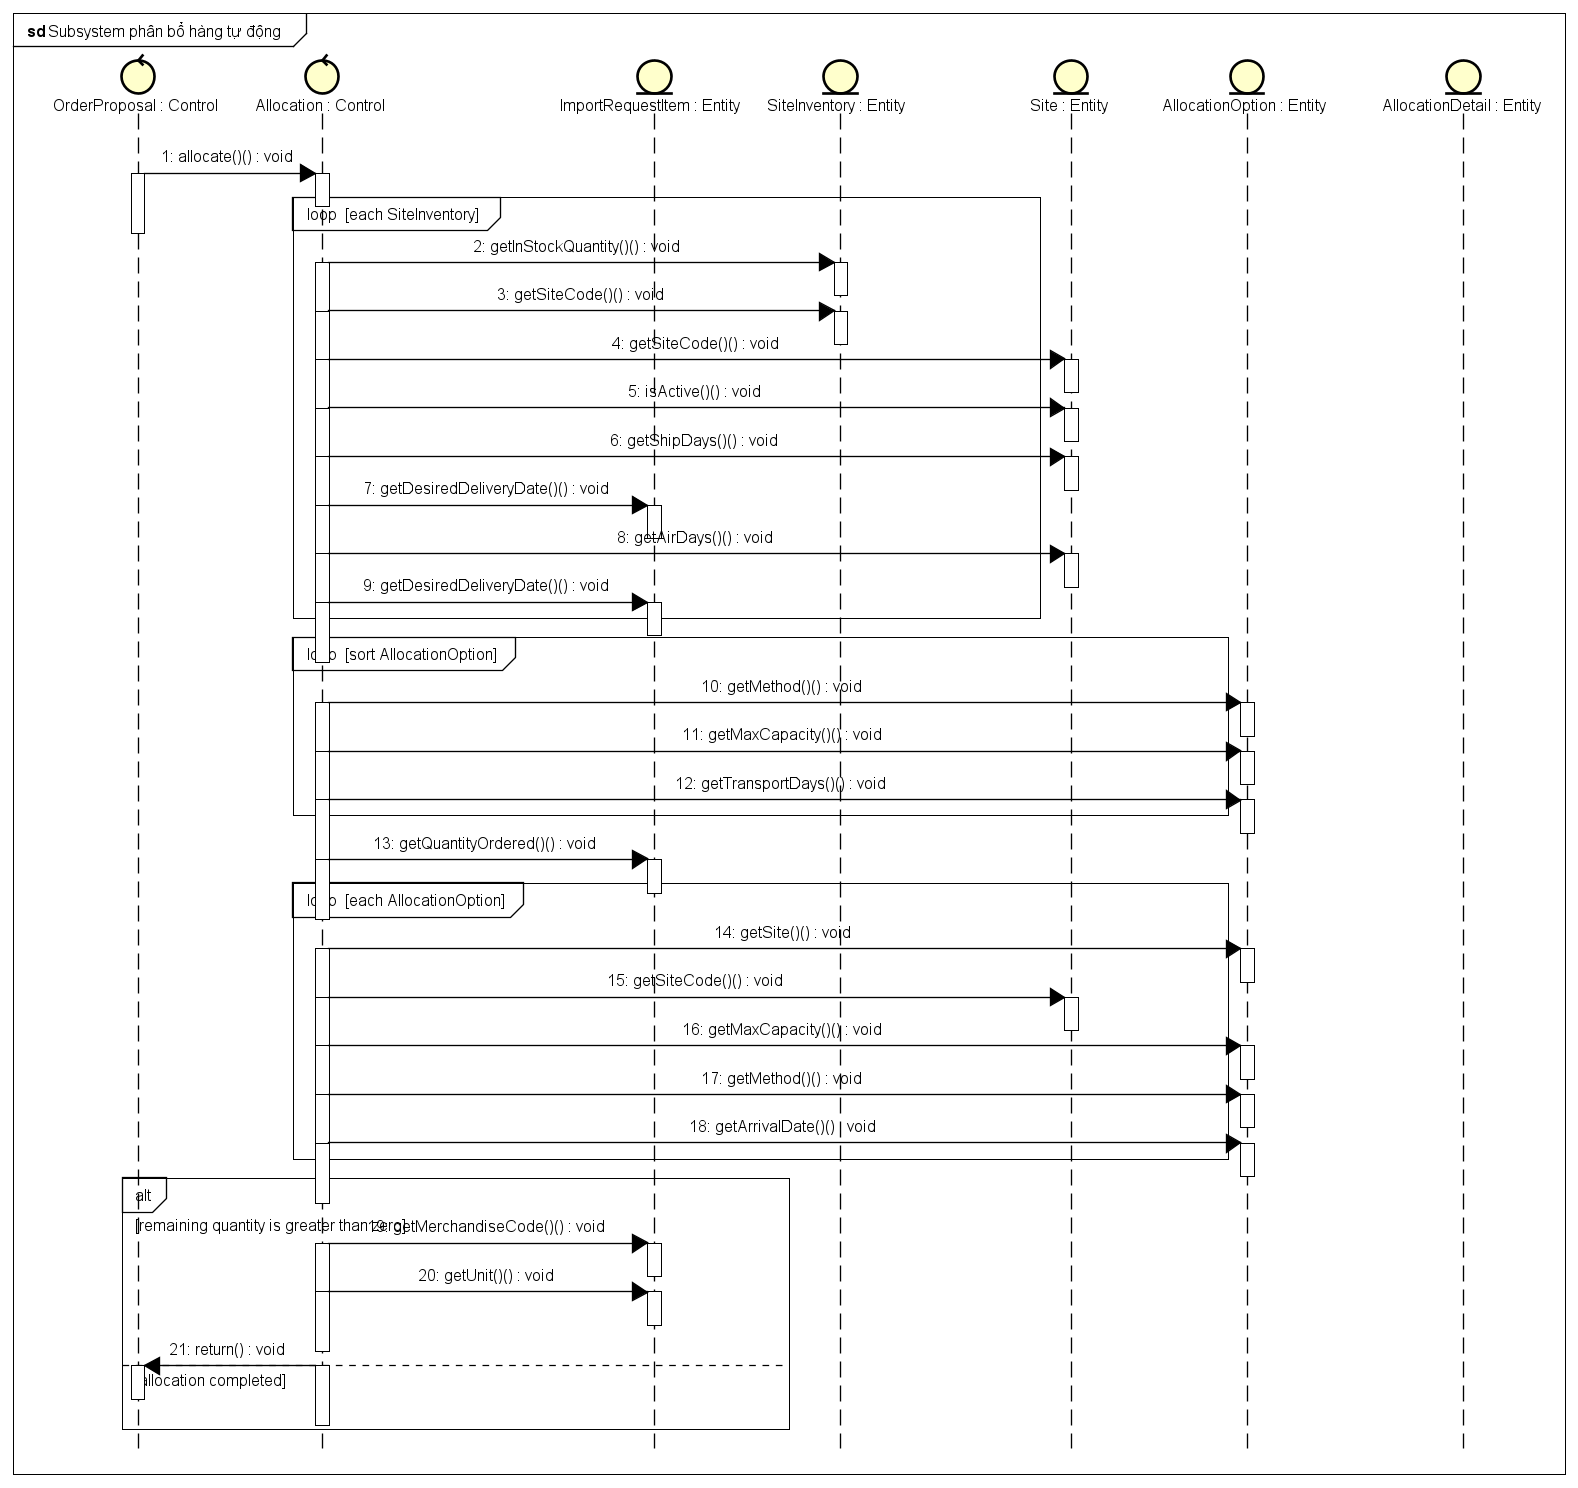 sd Subsystem phân bổ hàng tự động
OrderProposal : Control
Allocation : Control
ImportRequestItem : Entity
SiteInventory : Entity
Site : Entity
AllocationOption : Entity
AllocationDetail : Entity
1: allocate()() : void
loop [each SiteInventory]
2: getInStockQuantity()() : void
3: getSiteCode()() : void
4: getSiteCode()() : void
5: isActive()() : void
6: getShipDays()() : void
7: getDesiredDeliveryDate()() : void
8: getAirDays()() : void
9: getDesiredDeliveryDate()() : void
loop [sort AllocationOption]
10: getMethod()() : void
11: getMaxCapacity()() : void
12: getTransportDays()() : void
13: getQuantityOrdered()() : void
loop [each AllocationOption]
14: getSite()() : void
15: getSiteCode()() : void
16: getMaxCapacity()() : void
17: getMethod()() : void
18: getArrivalDate()() : void
alt
[remaining quantity is greater than zero]
19: getMerchandiseCode()() : void
20: getUnit()() : void
21: return() : void
[allocation completed]